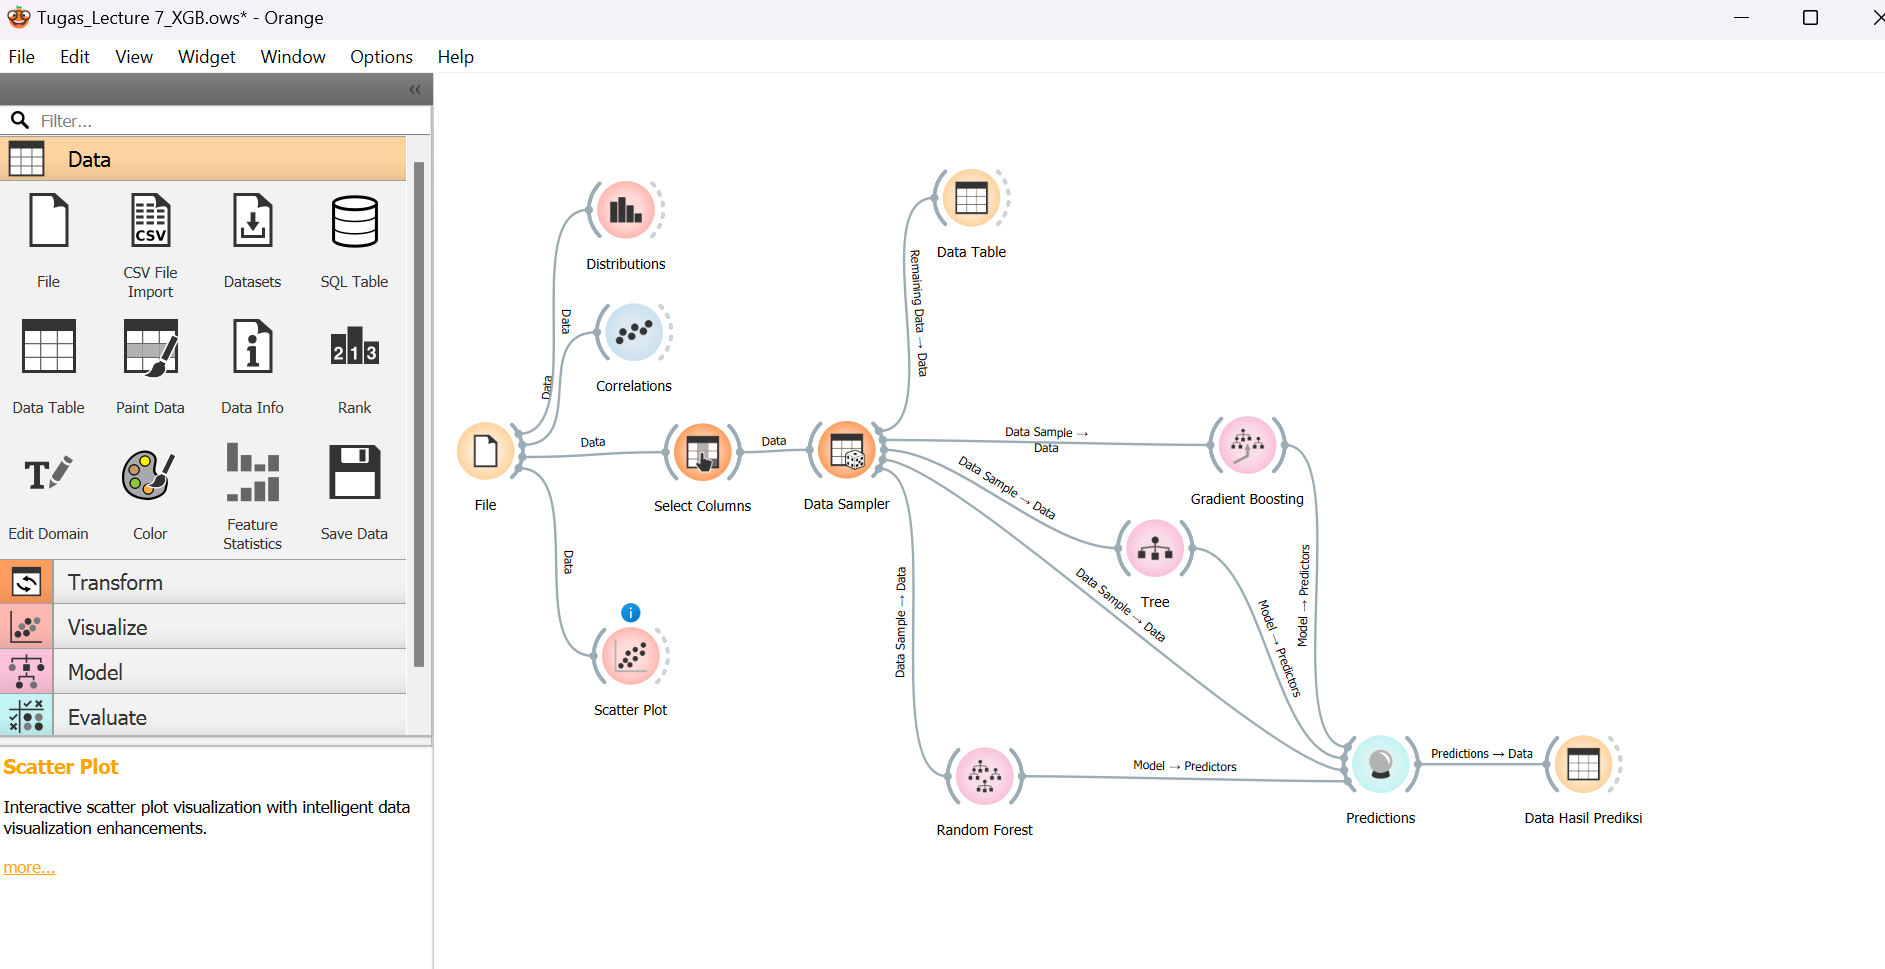 Tugas_Lecture 7_XGB.ows* - Orange
File Edit View Widget Window Options Help
«
Filter...
Data
File
CSV
CSV File
Import
Datasets
SQL Table
Data Table
Paint Data
Data Info
2 1 3
Rank
Edit Domain
Color
Feature
Statistics
Save Data
Transform
Visualize
Model
Evaluate
Scatter Plot
Interactive scatter plot visualization with intelligent data
visualization enhancements.
more...
Distributions
Data
Correlations
Data
Data
Data
File
Select Columns
Data
Data Sampler
Scatter Plot
Data Table
Remaining Data → Data
Data Sample →
Data
Gradient Boosting
Data Sample → Data
Tree
Data Sample → Data
Data Sample → Data
Model → Predictors
Model → Predictors
Random Forest
Model → Predictors
Predictions
Predictions → Data
Data Hasil Prediksi